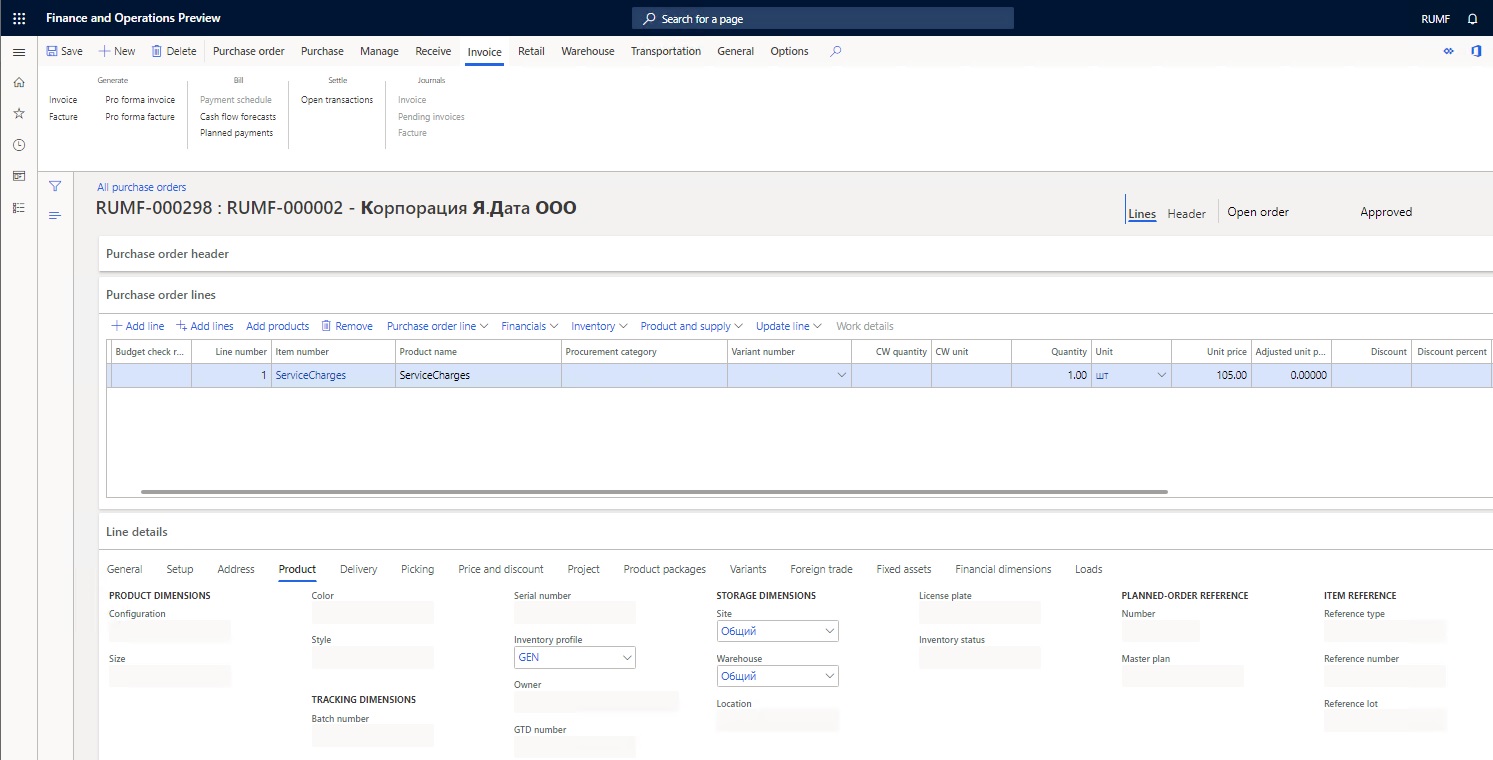 Finance and Operations Preview
Search for a page
RUMF
Save New Delete Purchase order Purchase Manage Receive Invoice Retail Warehouse Transportation General Options
Generate Bill Settle Journals
Invoice Pro forma invoice Payment schedule Open transactions Invoice
Facture Pro forma facture Cash flow forecasts Pending invoices
Planned payments Facture
All purchase orders
RUMF-000298 : RUMF-000002 - Корпорация Я.Дата ООО
Lines Header Open order Approved
Purchase order header
Purchase order lines
Add line Add lines Add products Remove Purchase order line Financials Inventory Product and supply Update line Work details
Budget check r... Line number Item number Product name Procurement category Variant number CW quantity CW unit Quantity Unit Unit price Adjusted unit p... Discount Discount percent
1 ServiceCharges ServiceCharges 1.00 шт 105.00 0.00000
Line details
General Setup Address Product Delivery Picking Price and discount Project Product packages Variants Foreign trade Fixed assets Financial dimensions Loads
PRODUCT DIMENSIONS Color Serial number STORAGE DIMENSIONS License plate PLANNED-ORDER REFERENCE ITEM REFERENCE
Configuration Site Number Reference type
Общий
Style Inventory profile Inventory status
Size GEN Warehouse Master plan Reference number
Общий
Owner
TRACKING DIMENSIONS Location Reference lot
Batch number
GTD number